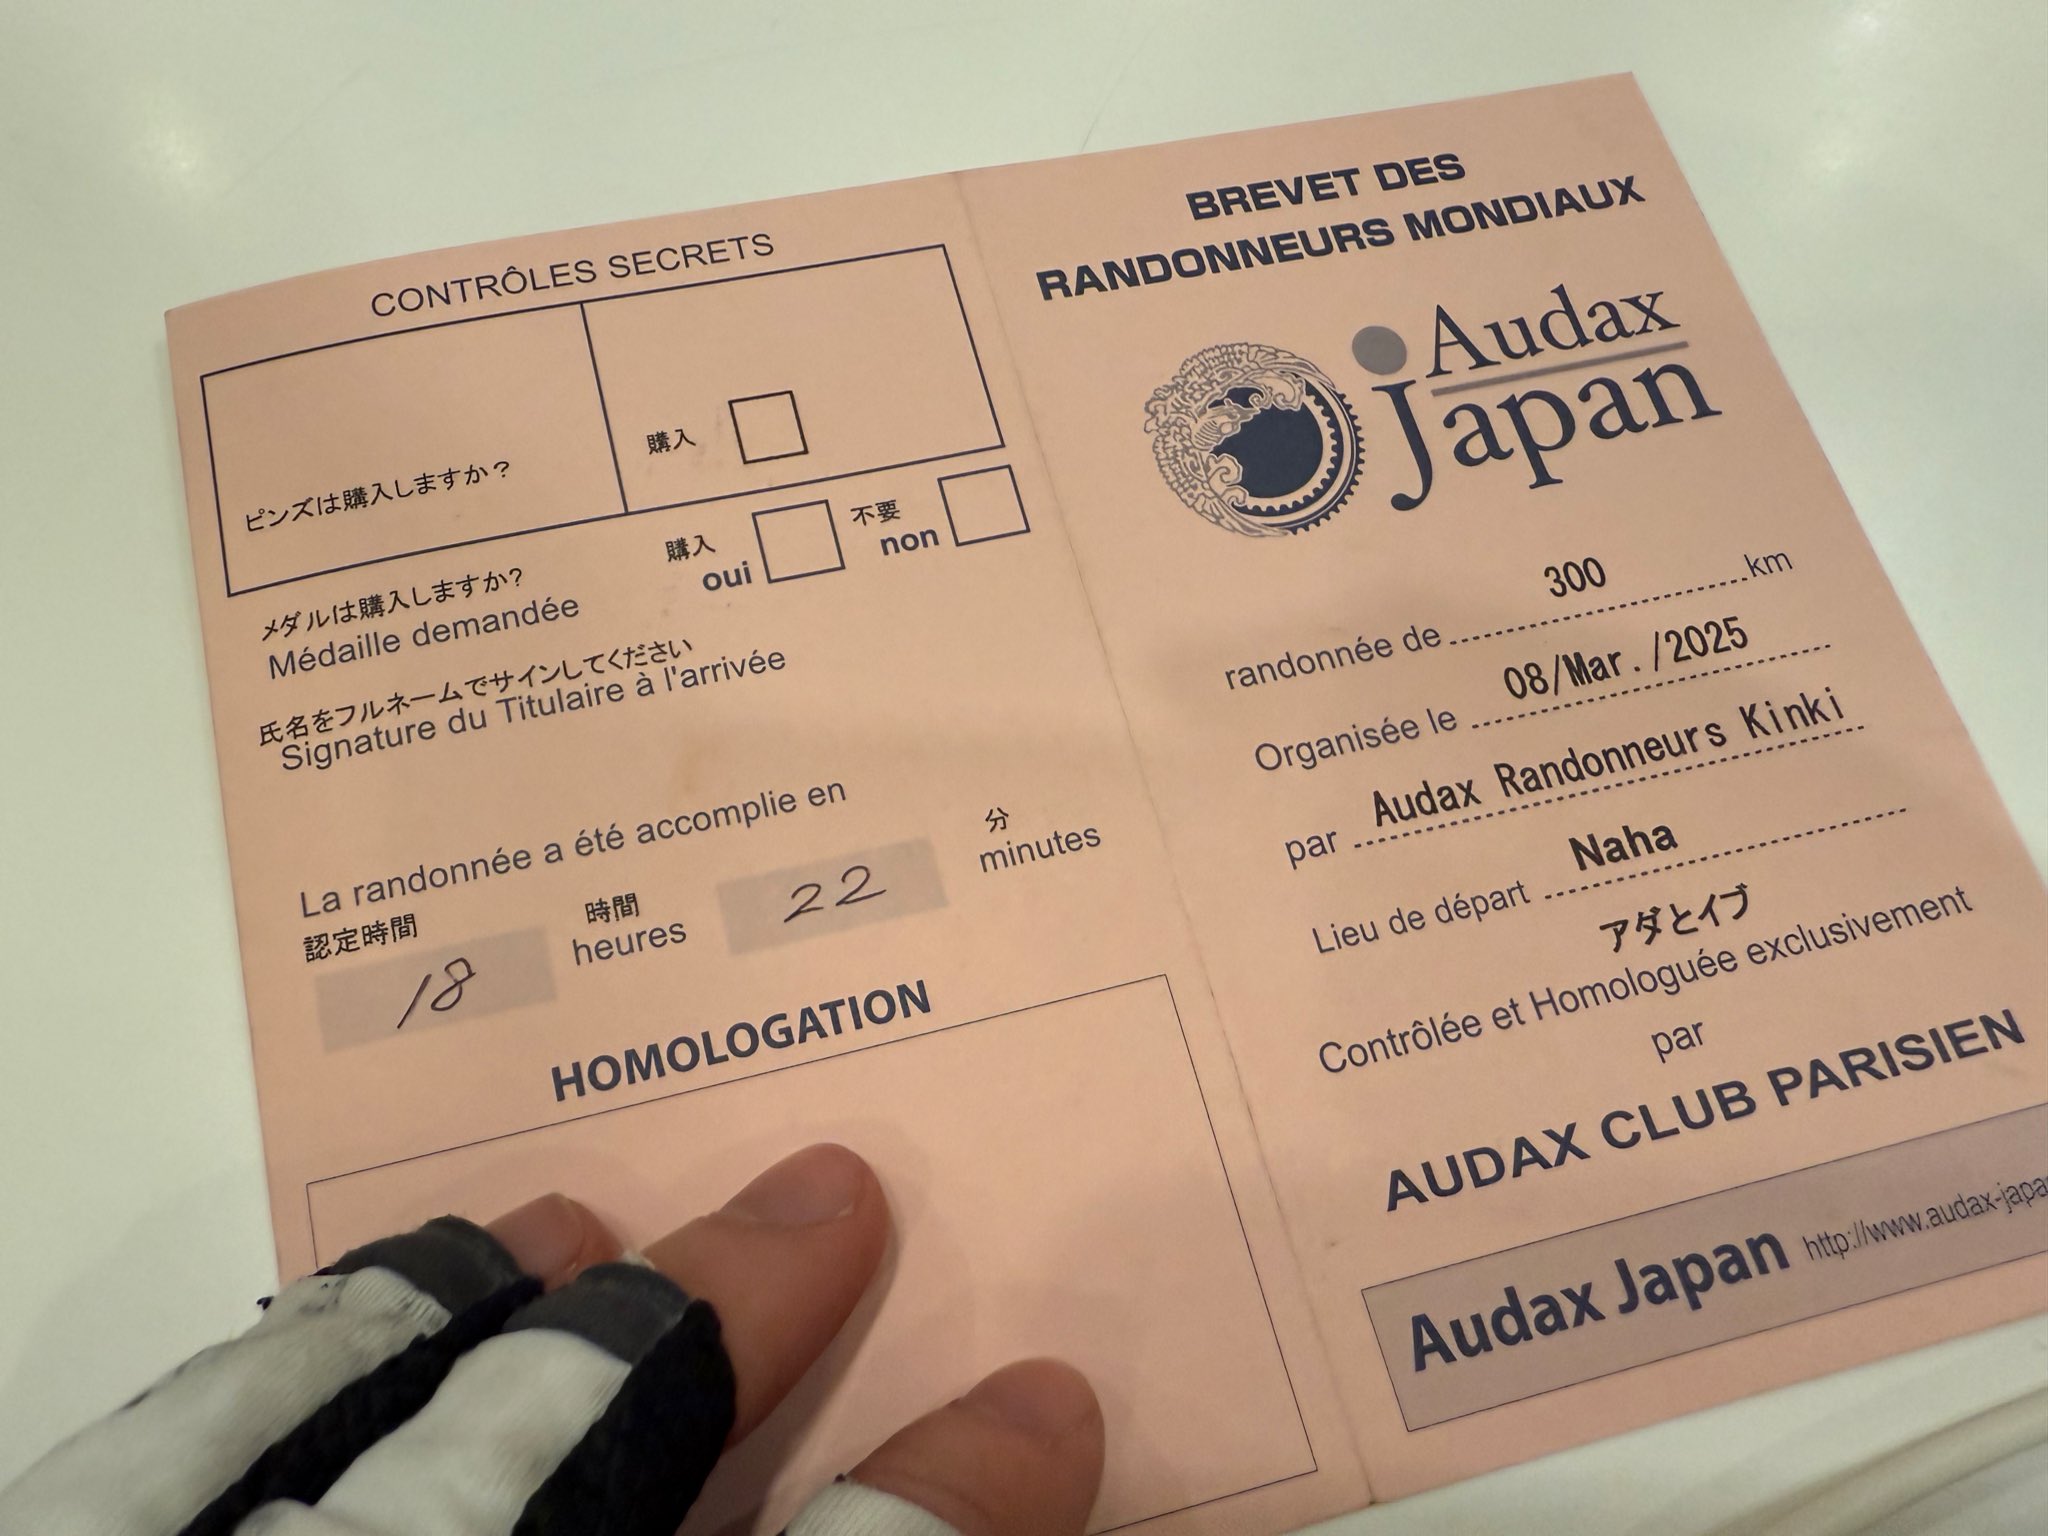 CONTRÔLES SECRETS
ピンズは購入しますか？
購入
メダルは購入しますか?
Médaille demandée
購入
oui
不要
non
氏名をフルネームでサインしてください
Signature du Titulaire à l'arrivée
La randonnée a été accomplie en
認定時間
18
時間
heures
22
分
minutes
HOMOLOGATION
BREVET DES
RANDONNEURS MONDIAUX
Audax
Japan
randonnée de 300 km
Organisée le 08/Mar./2025
par Audax Randonneurs Kinki
Lieu de départ Naha
アダとイブ
Contrôlée et Homologuée exclusivement
par
AUDAX CLUB PARISIEN
Audax Japan http://www.audax-japa